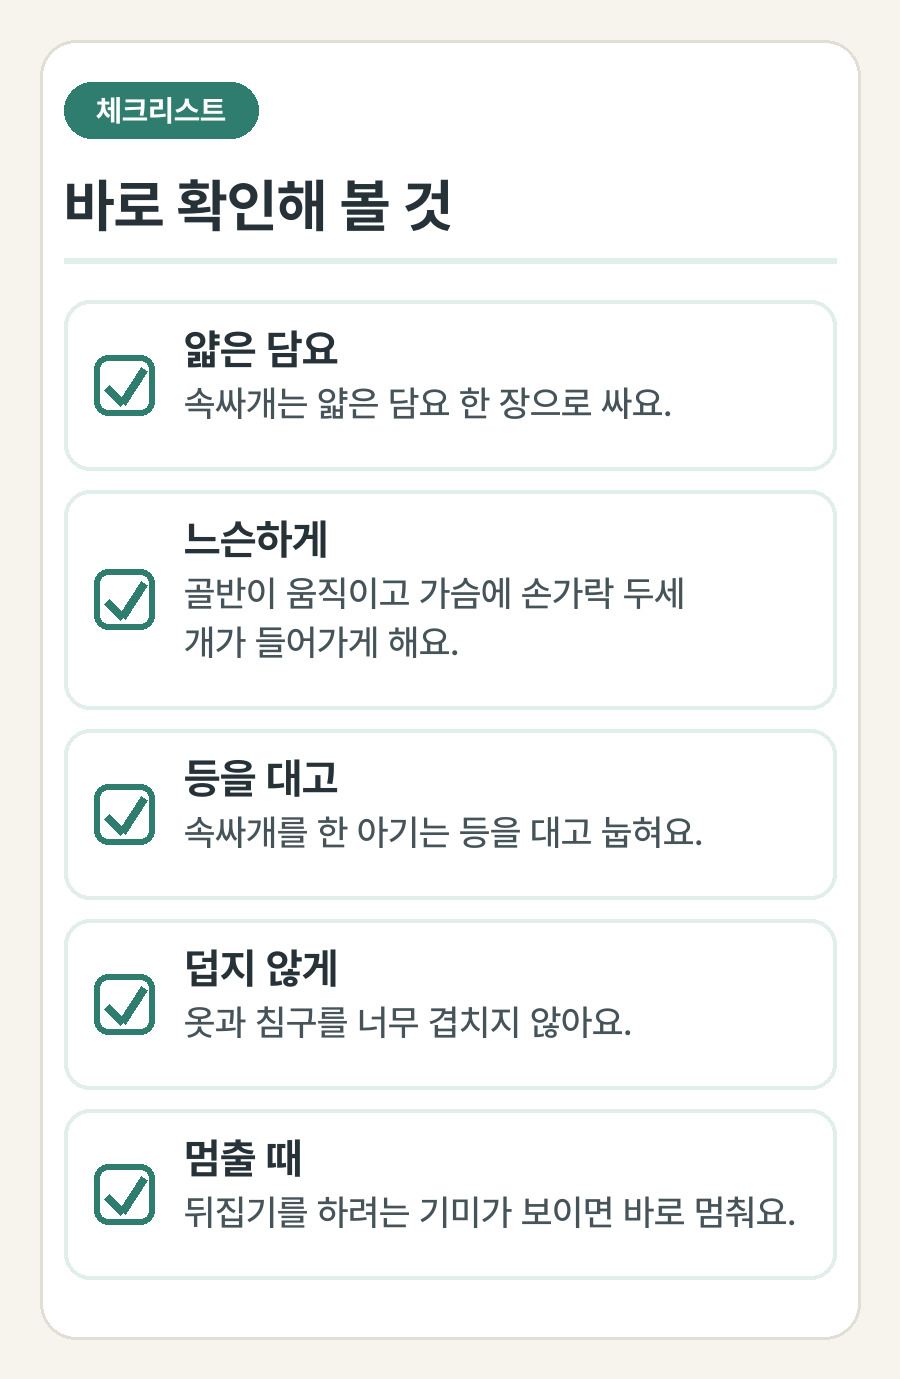 체크리스트
바로 확인해 볼 것
얇은 담요
속싸개는 얇은 담요 한 장으로 싸요.
느슨하게
골반이 움직이고 가슴에 손가락 두세
개가 들어가게 해요.
등을 대고
속싸개를 한 아기는 등을 대고 눕혀요.
덥지 않게
옷과 침구를 너무 겹치지 않아요.
멈출 때
뒤집기를 하려는 기미가 보이면 바로 멈춰요.